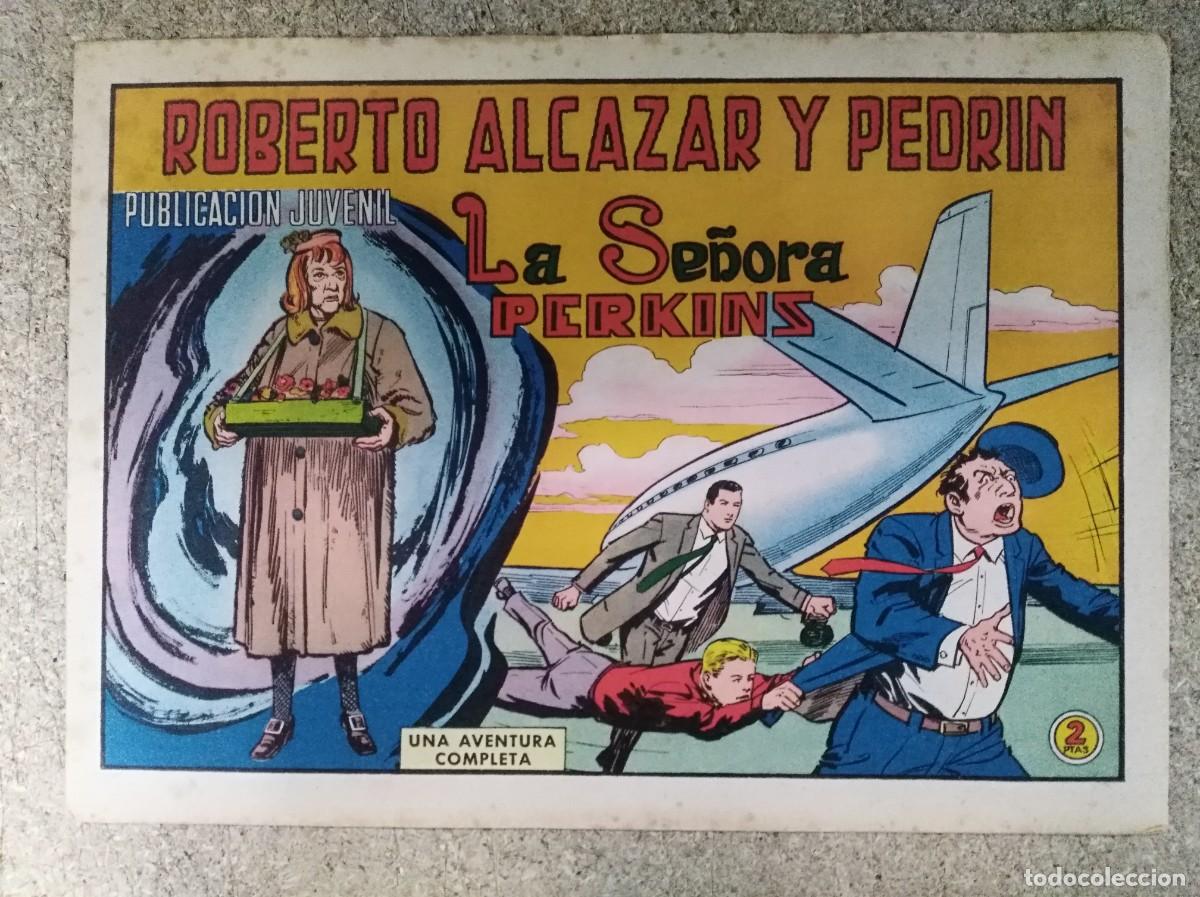 ROBERTO ALCAZAR Y PEDRIN
PUBLICACION JUVENIL
La Señora
PERKINS
UNA AVENTURA
COMPLETA
2
PTAS
todocoleccion